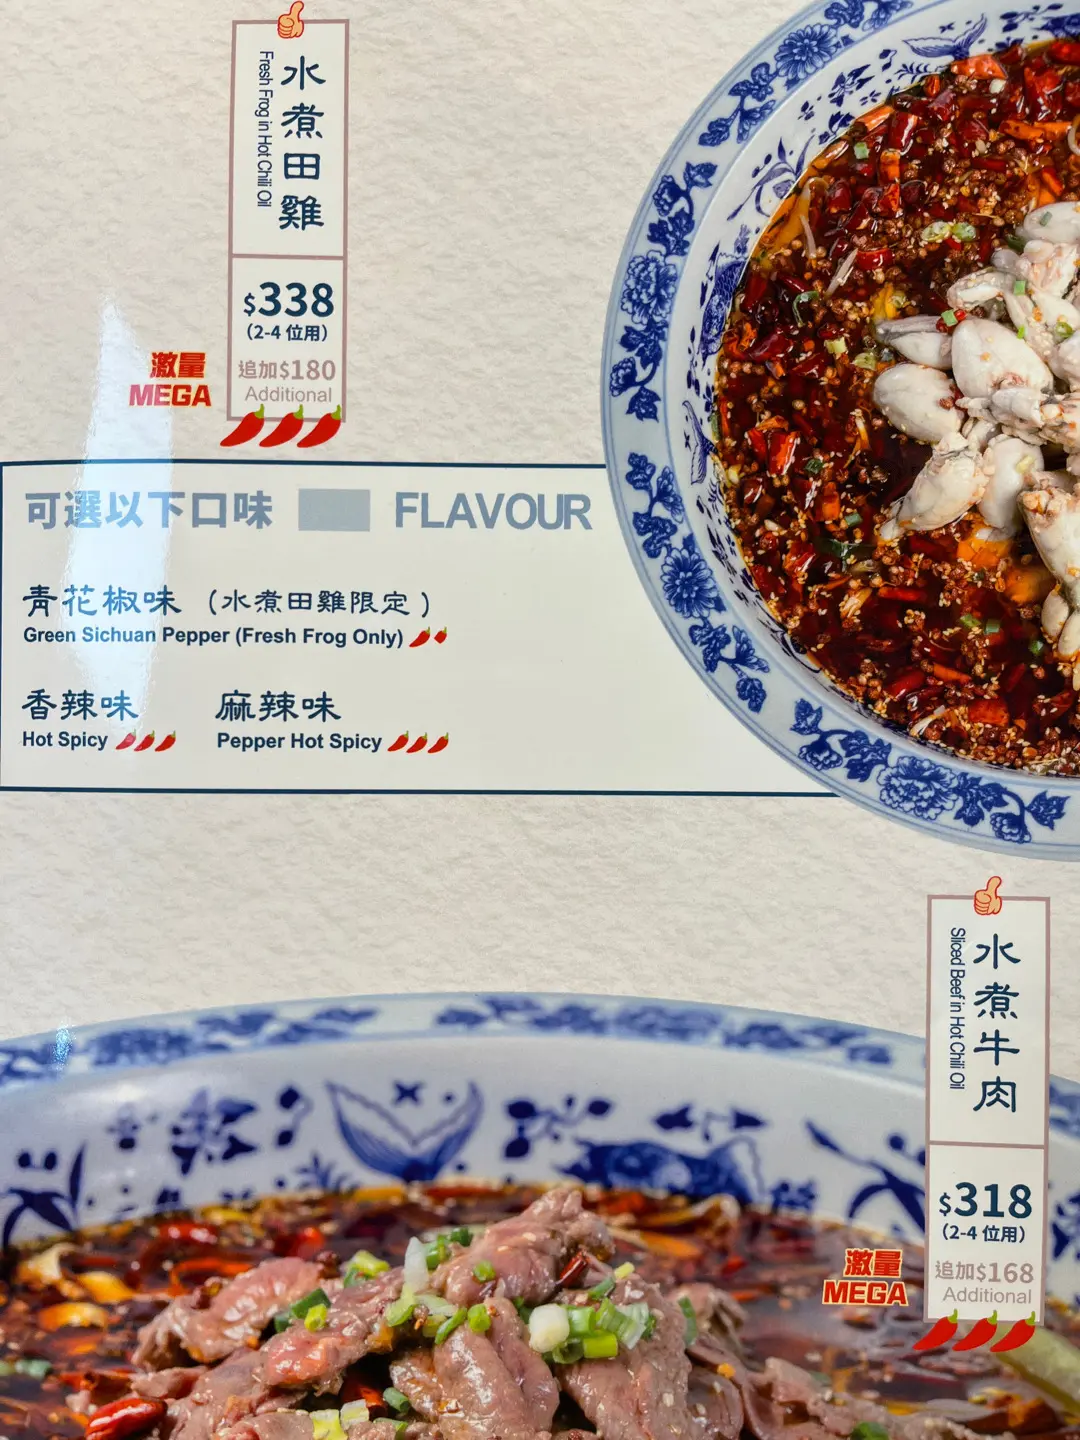 水煮田雞
Fresh Frog in Hot Chili Oil
$338
(2-4 位用)
激量
MEGA
追加$180
Additional
可選以下口味 FLAVOUR
青花椒味 (水煮田雞限定)
Green Sichuan Pepper (Fresh Frog Only)
香辣味 麻辣味
Hot Spicy Pepper Hot Spicy
水煮牛肉
Sliced Beef in Hot Chili Oil
$318
(2-4 位用)
激量
MEGA
追加$168
Additional